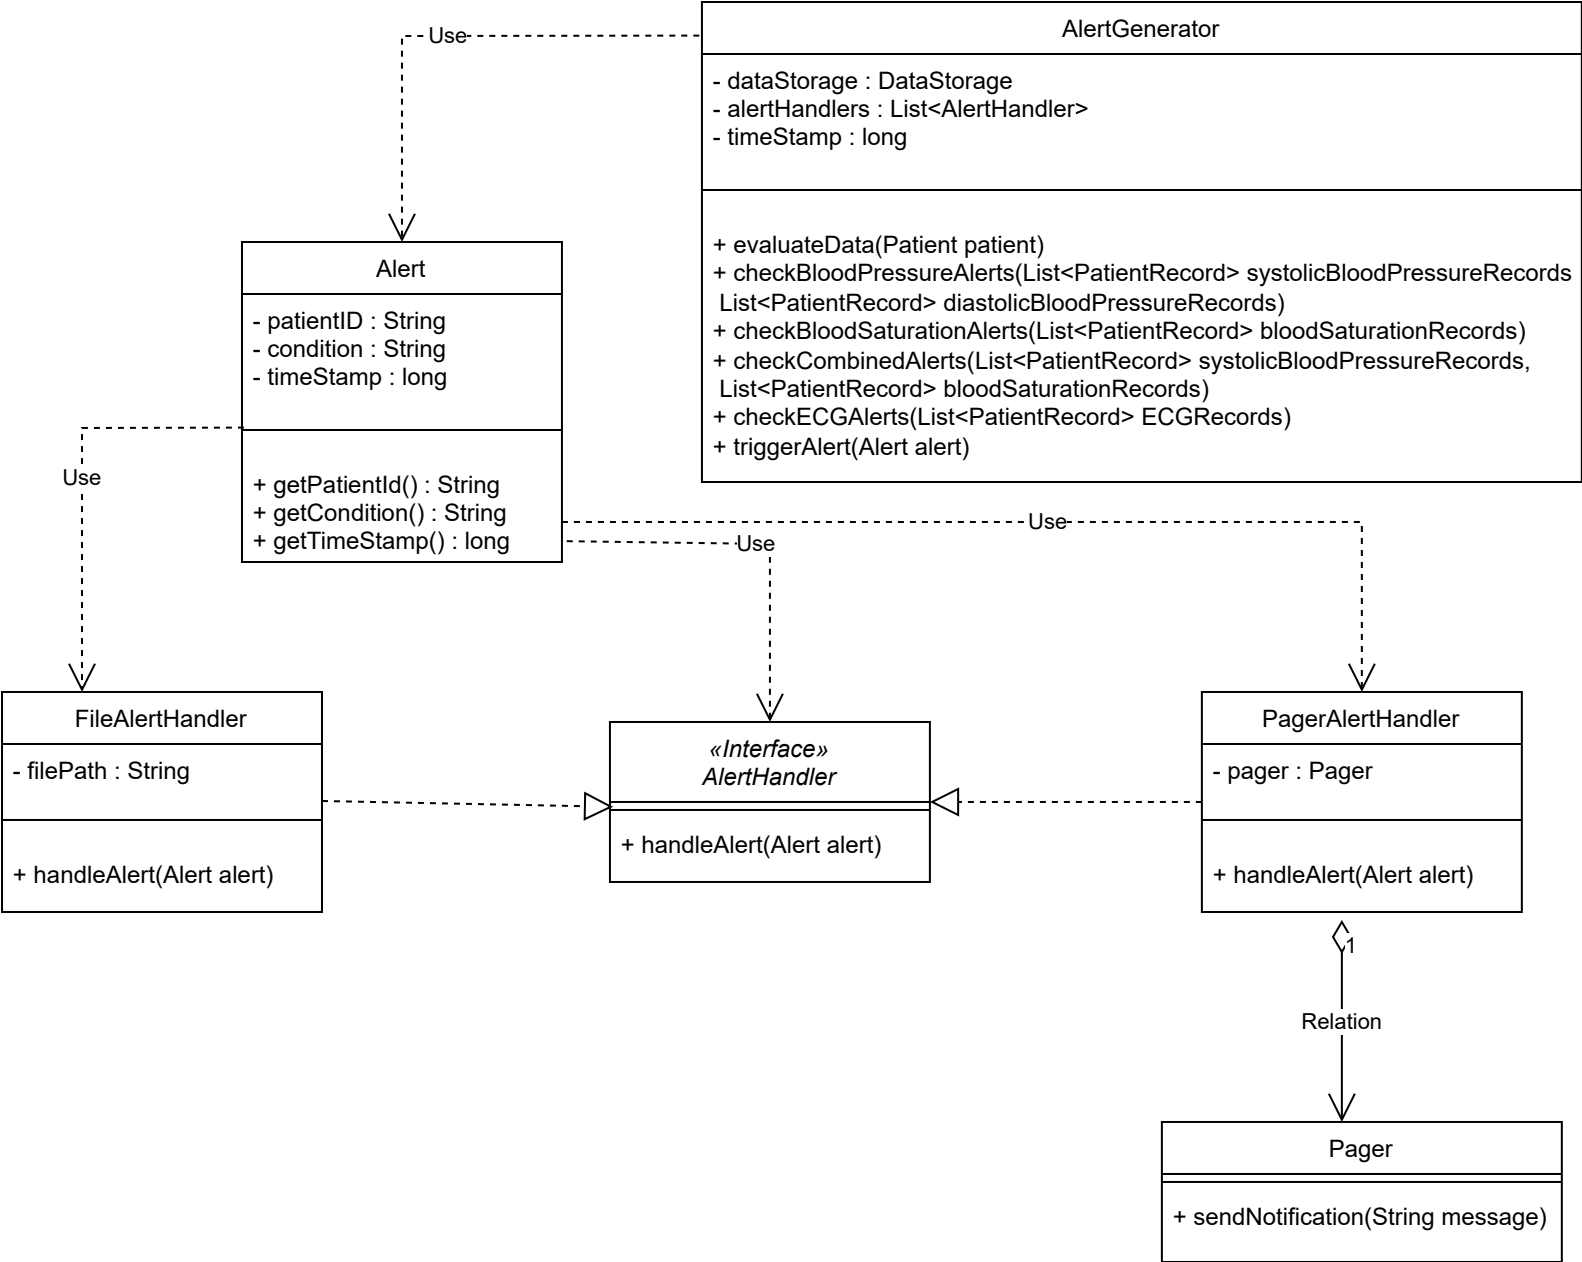 Use
AlertGenerator
- dataStorage : DataStorage
- alertHandlers : List<AlertHandler>
- timeStamp : long
+ evaluateData(Patient patient)
+ checkBloodPressureAlerts(List<PatientRecord> systolicBloodPressureRecords
List<PatientRecord> diastolicBloodPressureRecords)
+ checkBloodSaturationAlerts(List<PatientRecord> bloodSaturationRecords)
+ checkCombinedAlerts(List<PatientRecord> systolicBloodPressureRecords,
List<PatientRecord> bloodSaturationRecords)
+ checkECGAlerts(List<PatientRecord> ECGRecords)
+ triggerAlert(Alert alert)
Alert
- patientID : String
- condition : String
- timeStamp : long
+ getPatientId() : String
+ getCondition() : String
+ getTimeStamp() : long
Use
Use
Use
FileAlertHandler
- filePath : String
+ handleAlert(Alert alert)
«Interface»
AlertHandler
+ handleAlert(Alert alert)
PagerAlertHandler
- pager : Pager
+ handleAlert(Alert alert)
1
Relation
Pager
+ sendNotification(String message)